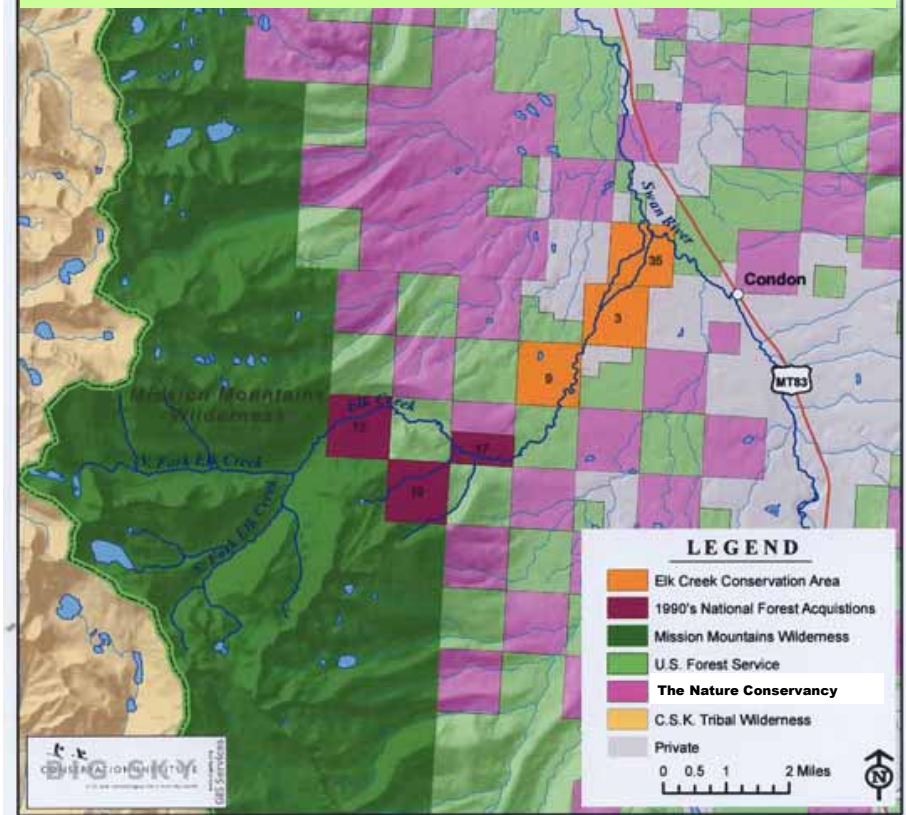 Swan River
35
Condon
3
9
MT83
Mission Mountains
Wilderness
Elk Creek
13
17
N. Fork Elk Creek
19
S. Fork Elk Creek
LEGEND
Elk Creek Conservation Area
1990's National Forest Acquistions
Mission Mountains Wilderness
U.S. Forest Service
The Nature Conservancy
C.S.K. Tribal Wilderness
Private
0 0.5 1 2 Miles
N
BIG SKY
CONSERVATION INSTITUTE
GIS Services